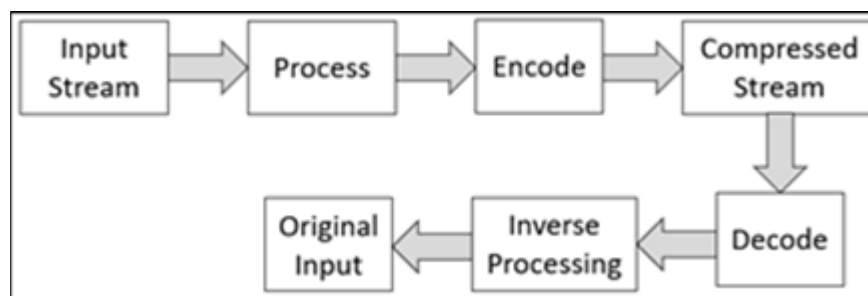 Input
Stream
Process
Encode
Compressed
Stream
Decode
Inverse
Processing
Original
Input